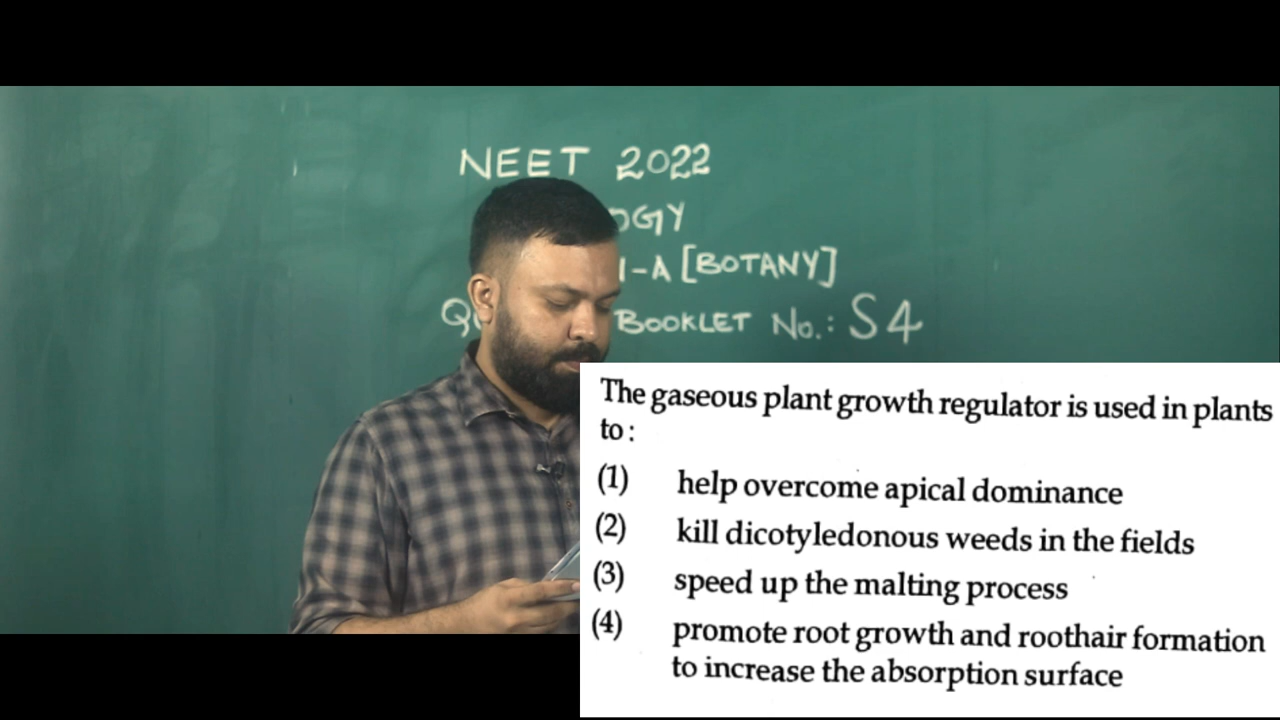 NEET 2022
OGY
-A [BOTANY]
BOOKLET No.: S4
The gaseous plant growth regulator is used in plants
to :
(1) help overcome apical dominance
(2) kill dicotyledonous weeds in the fields
(3) speed up the malting process
(4) promote root growth and roothair formation
to increase the absorption surface